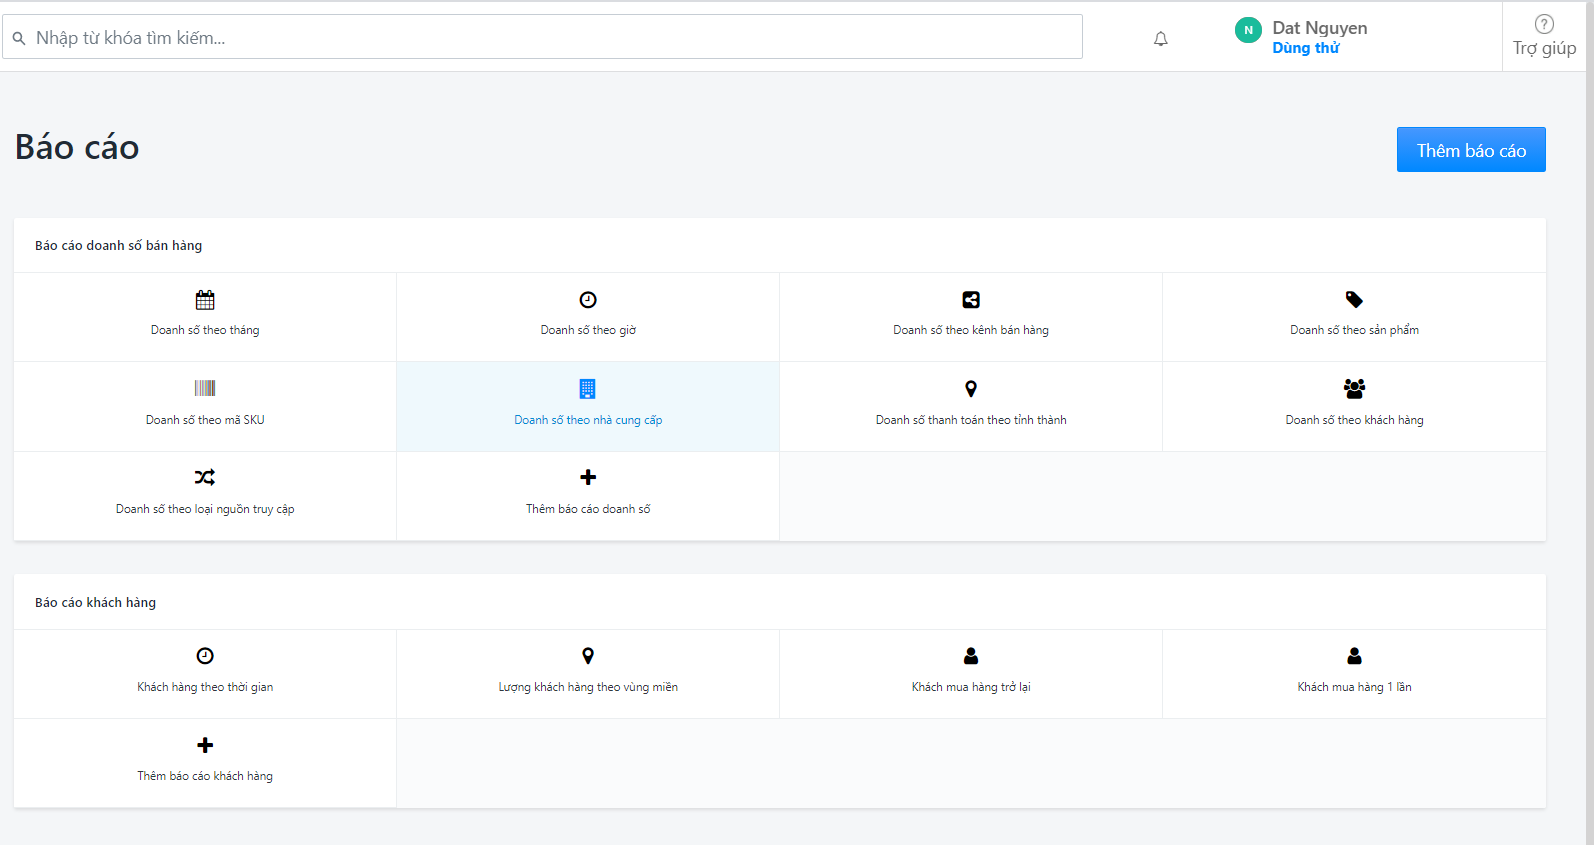 Nhập từ khóa tìm kiếm...
N
Dat Nguyen
Dùng thử
Trợ giúp
Báo cáo
Thêm báo cáo
Báo cáo doanh số bán hàng
Doanh số theo tháng
Doanh số theo giờ
Doanh số theo kênh bán hàng
Doanh số theo sản phẩm
Doanh số theo mã SKU
Doanh số theo nhà cung cấp
Doanh số thanh toán theo tỉnh thành
Doanh số theo khách hàng
Doanh số theo loại nguồn truy cập
Thêm báo cáo doanh số
Báo cáo khách hàng
Khách hàng theo thời gian
Lượng khách hàng theo vùng miền
Khách mua hàng trở lại
Khách mua hàng 1 lần
Thêm báo cáo khách hàng